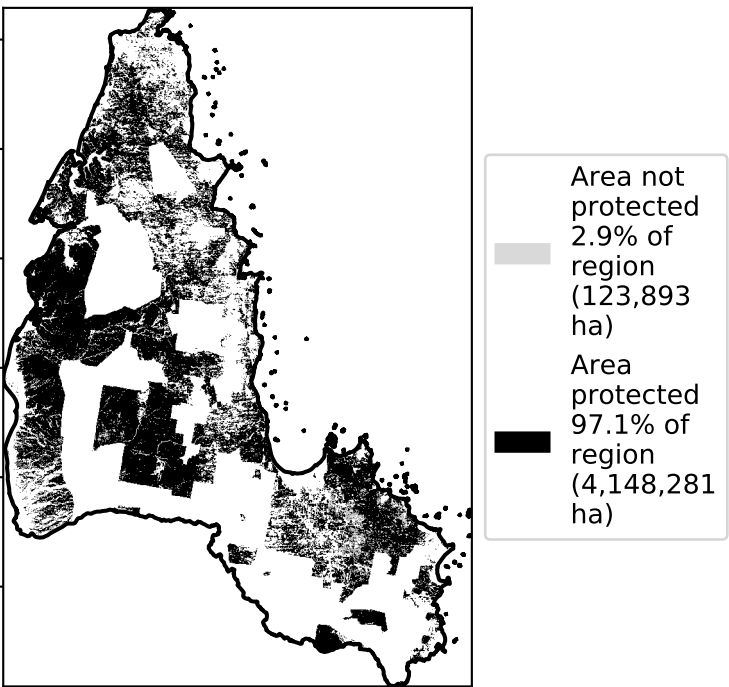 Area not
protected
2.9% of
region
(123,893
ha)
Area
protected
97.1% of
region
(4,148,281
ha)